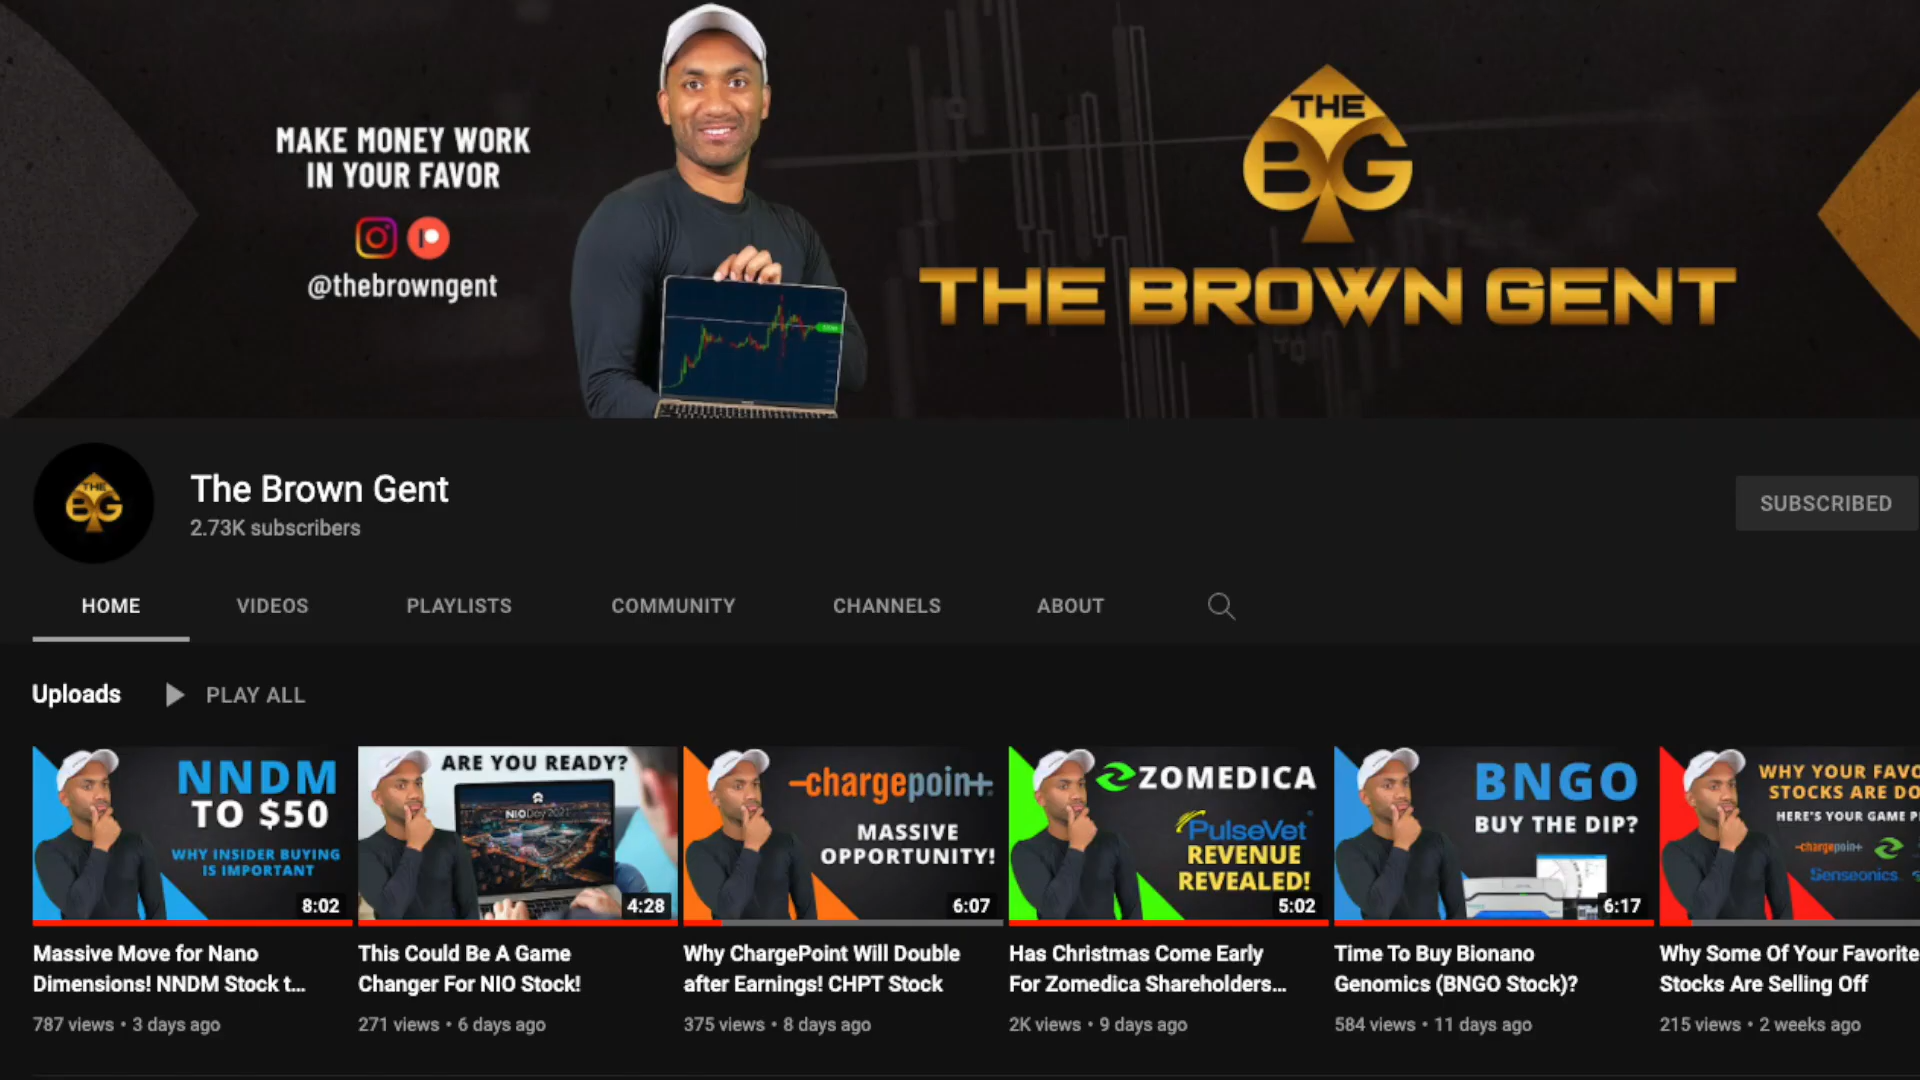 MAKE MONEY WORK
IN YOUR FAVOR
@thebrowngent
THE
BG
THE BROWN GENT
THE
BG
The Brown Gent
2.73K subscribers
SUBSCRIBED
HOME
VIDEOS
PLAYLISTS
COMMUNITY
CHANNELS
ABOUT
Uploads
PLAY ALL
NNDM
TO $50
WHY INSIDER BUYING
IS IMPORTANT
8:02
Massive Move for Nano
Dimensions! NNDM Stock t...
787 views • 3 days ago
ARE YOU READY?
NIO Day 2021
4:28
This Could Be A Game
Changer For NIO Stock!
271 views • 6 days ago
-chargepoin+
MASSIVE
OPPORTUNITY!
6:07
Why ChargePoint Will Double
after Earnings! CHPT Stock
375 views • 8 days ago
ZOMEDICA
PulseVet
REVENUE
REVEALED!
5:02
Has Christmas Come Early
For Zomedica Shareholders...
2K views • 9 days ago
BNGO
BUY THE DIP?
6:17
Time To Buy Bionano
Genomics (BNGO Stock)?
584 views • 11 days ago
WHY YOUR FAVO
STOCKS ARE DO
HERE'S YOUR GAME P
-chargepoin+
Senseonics
Why Some Of Your Favorite
Stocks Are Selling Off
215 views • 2 weeks ago